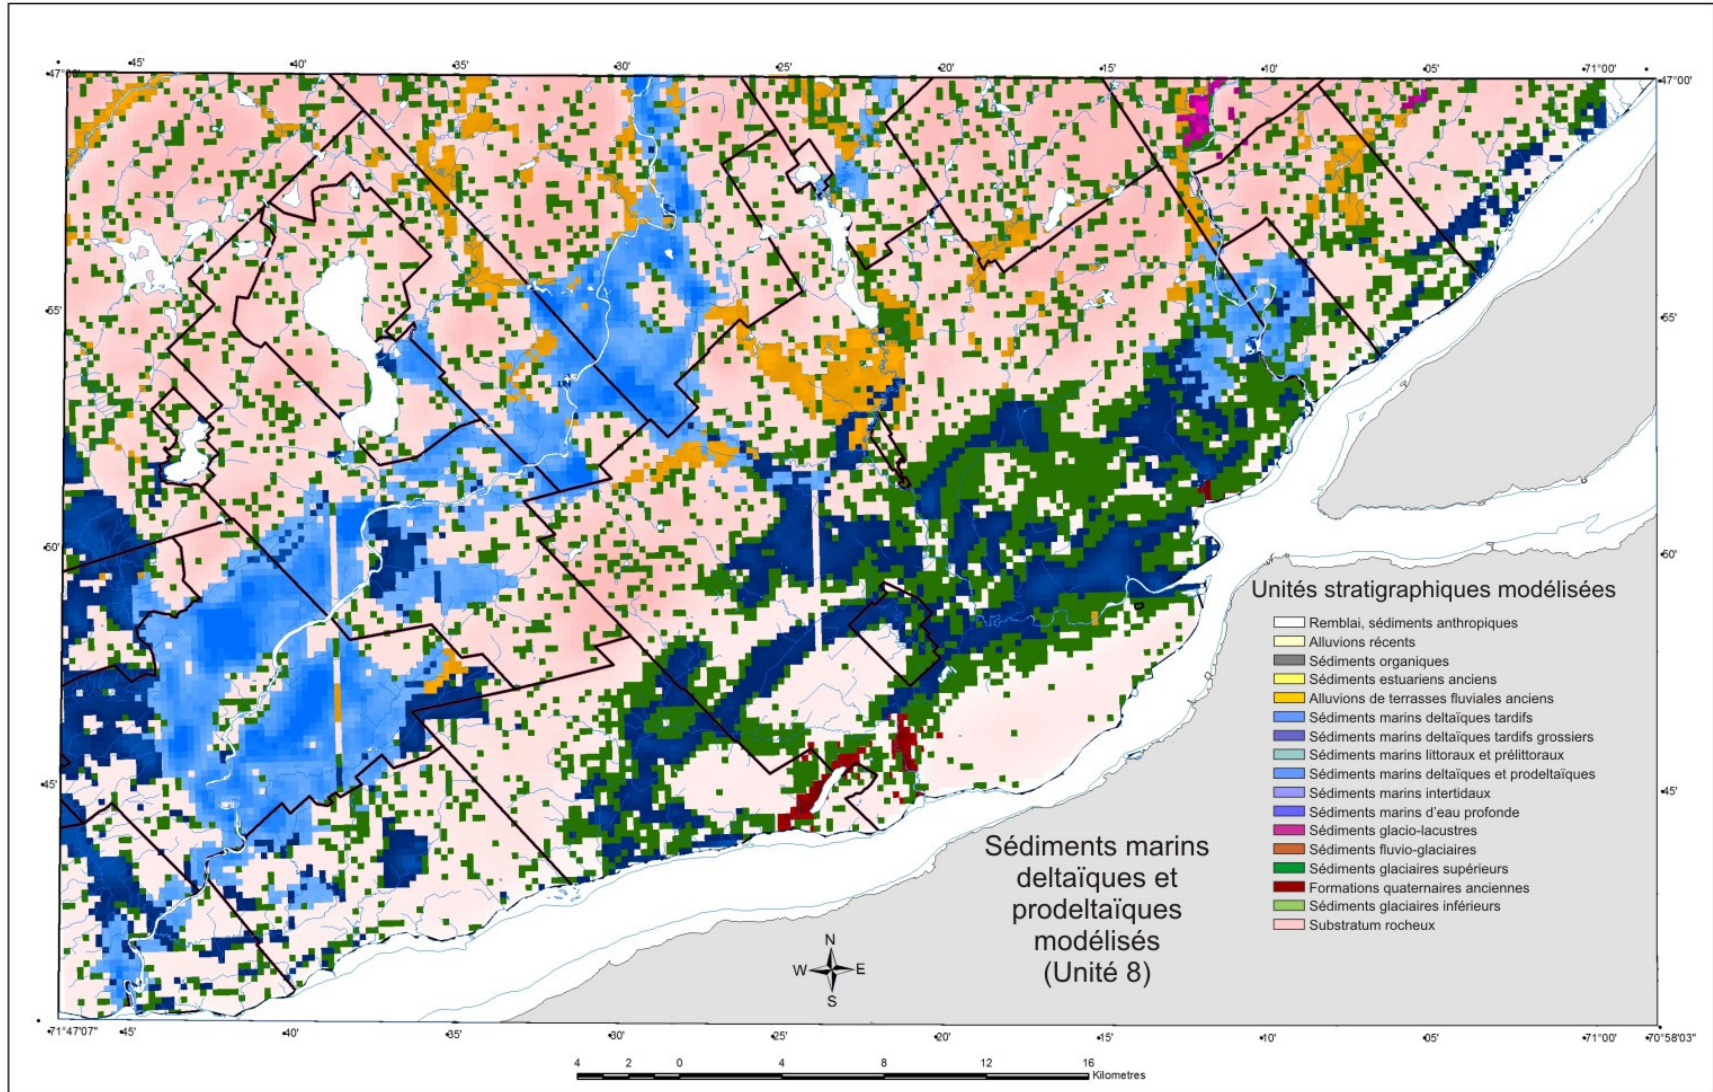 45' 40' 35' 30' 25' 20' 15' 10' 05' 71°00'
47°00' 47°00'
55' 55'
50' 50'
Unités stratigraphiques modélisées
Remblai, sédiments anthropiques
Alluvions récents
Sédiments organiques
Sédiments estuariens anciens
Alluvions de terrasses fluviales anciens
Sédiments marins deltaïques tardifs
Sédiments marins deltaïques tardifs grossiers
Sédiments marins littoraux et prélittoraux
Sédiments marins deltaïques et prodeltaïques
Sédiments marins intertidaux
Sédiments marins d'eau profonde
Sédiments glacio-lacustres
Sédiments fluvio-glaciaires
Sédiments glaciaires supérieurs
Formations quaternaires anciennes
Sédiments glaciaires inférieurs
Substratum rocheux
45' 45'
Sédiments marins
deltaïques et
prodeltaïques
modélisés
(Unité 8)
N
W E
S
71°47'07" 45' 40' 35' 30' 25' 20' 15' 10' 05' 71°00' 70°58'03"
4 2 0 4 8 12 16
Kilometres